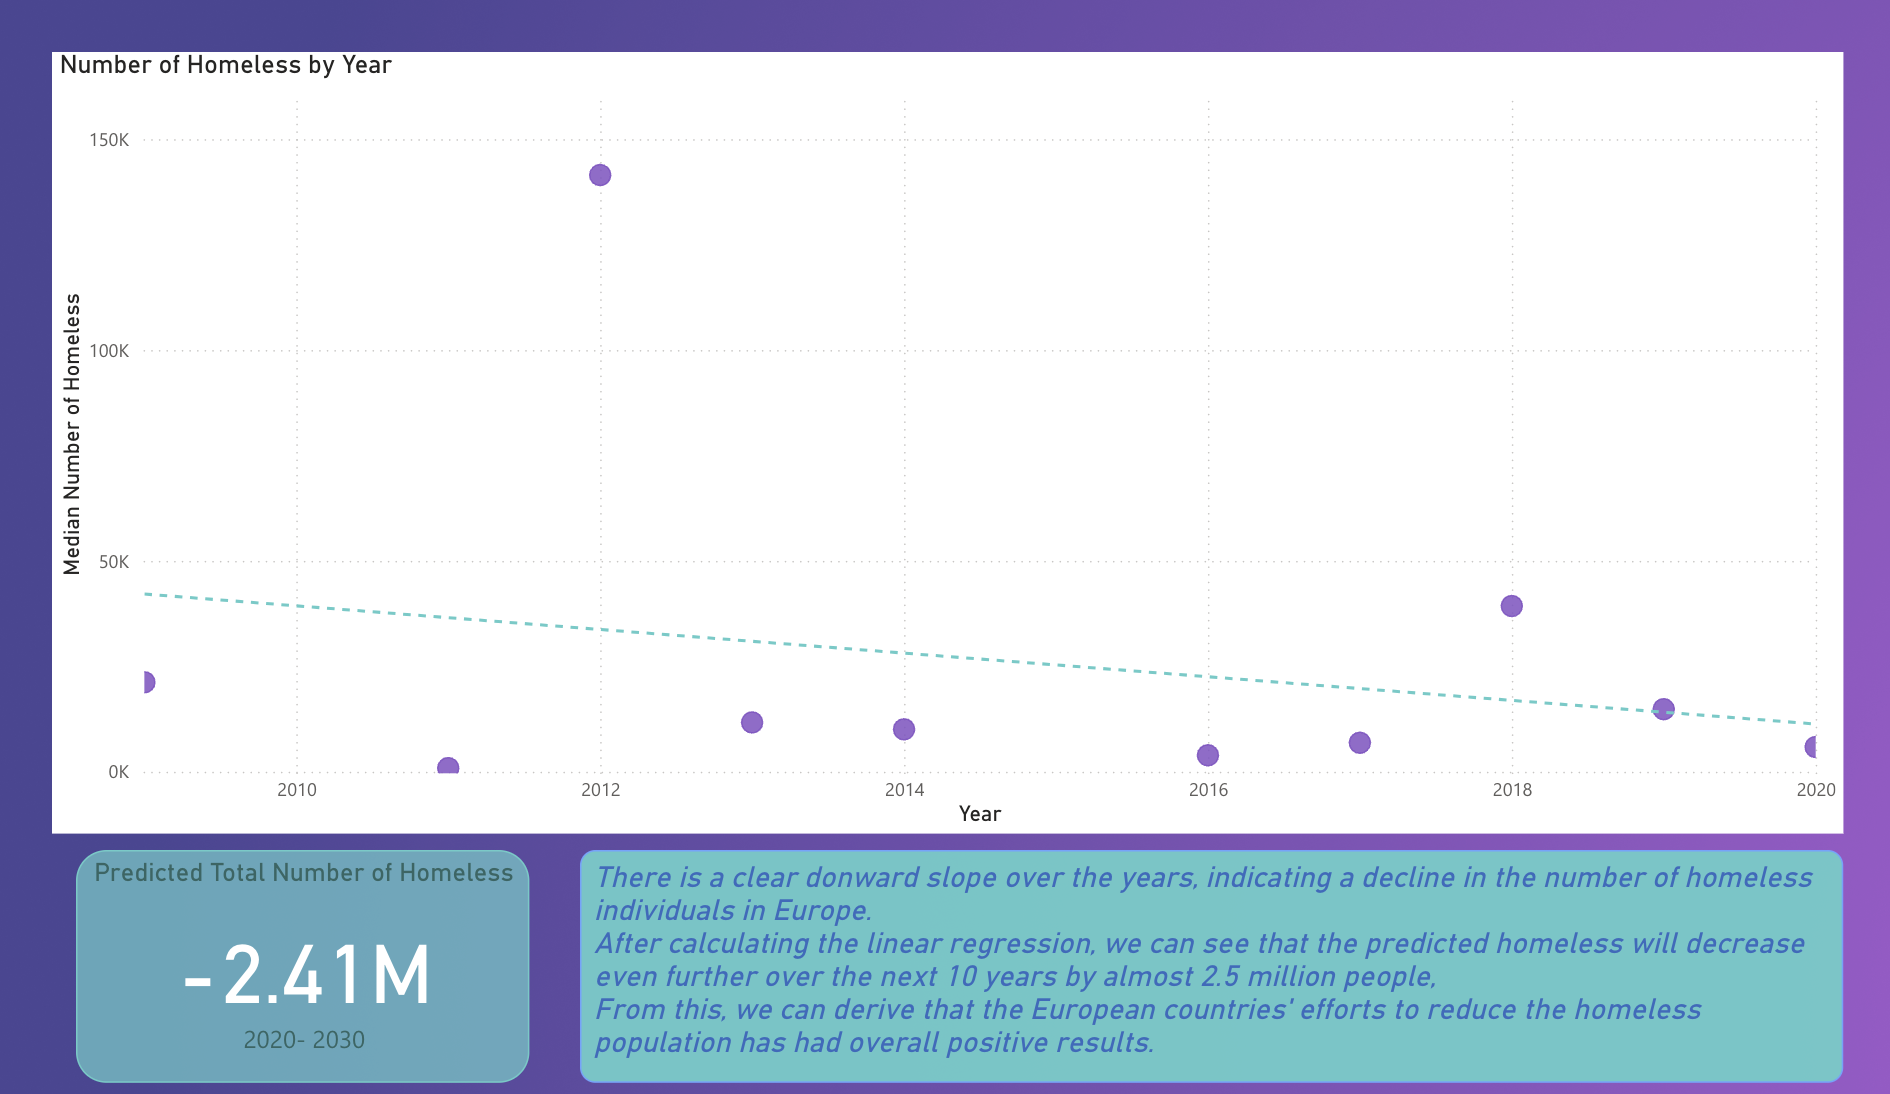 Number of Homeless by Year
150K
100K
50K
0K
Median Number of Homeless
2010 2012 2014 2016 2018 2020
Year
Predicted Total Number of Homeless
-2.41M
2020- 2030
There is a clear donward slope over the years, indicating a decline in the number of homeless
individuals in Europe.
After calculating the linear regression, we can see that the predicted homeless will decrease
even further over the next 10 years by almost 2.5 million people,
From this, we can derive that the European countries' efforts to reduce the homeless
population has had overall positive results.